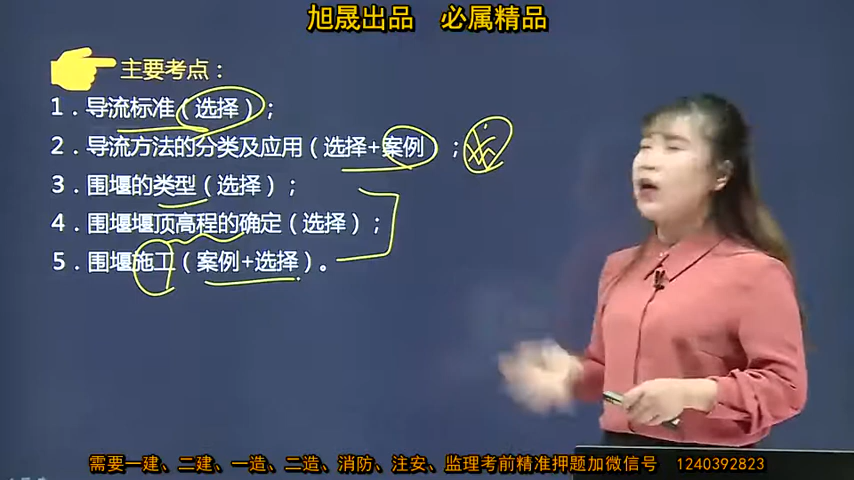 旭晟出品 必属精品
主要考点：
1．导流标准（选择）；
2．导流方法的分类及应用（选择+案例）；
3．围堰的类型（选择）；
4．围堰堰顶高程的确定（选择）；
5．围堰施工（案例+选择）。
需要一建、二建、一造、二造、消防、注安、监理考前精准押题加微信号 1240392823